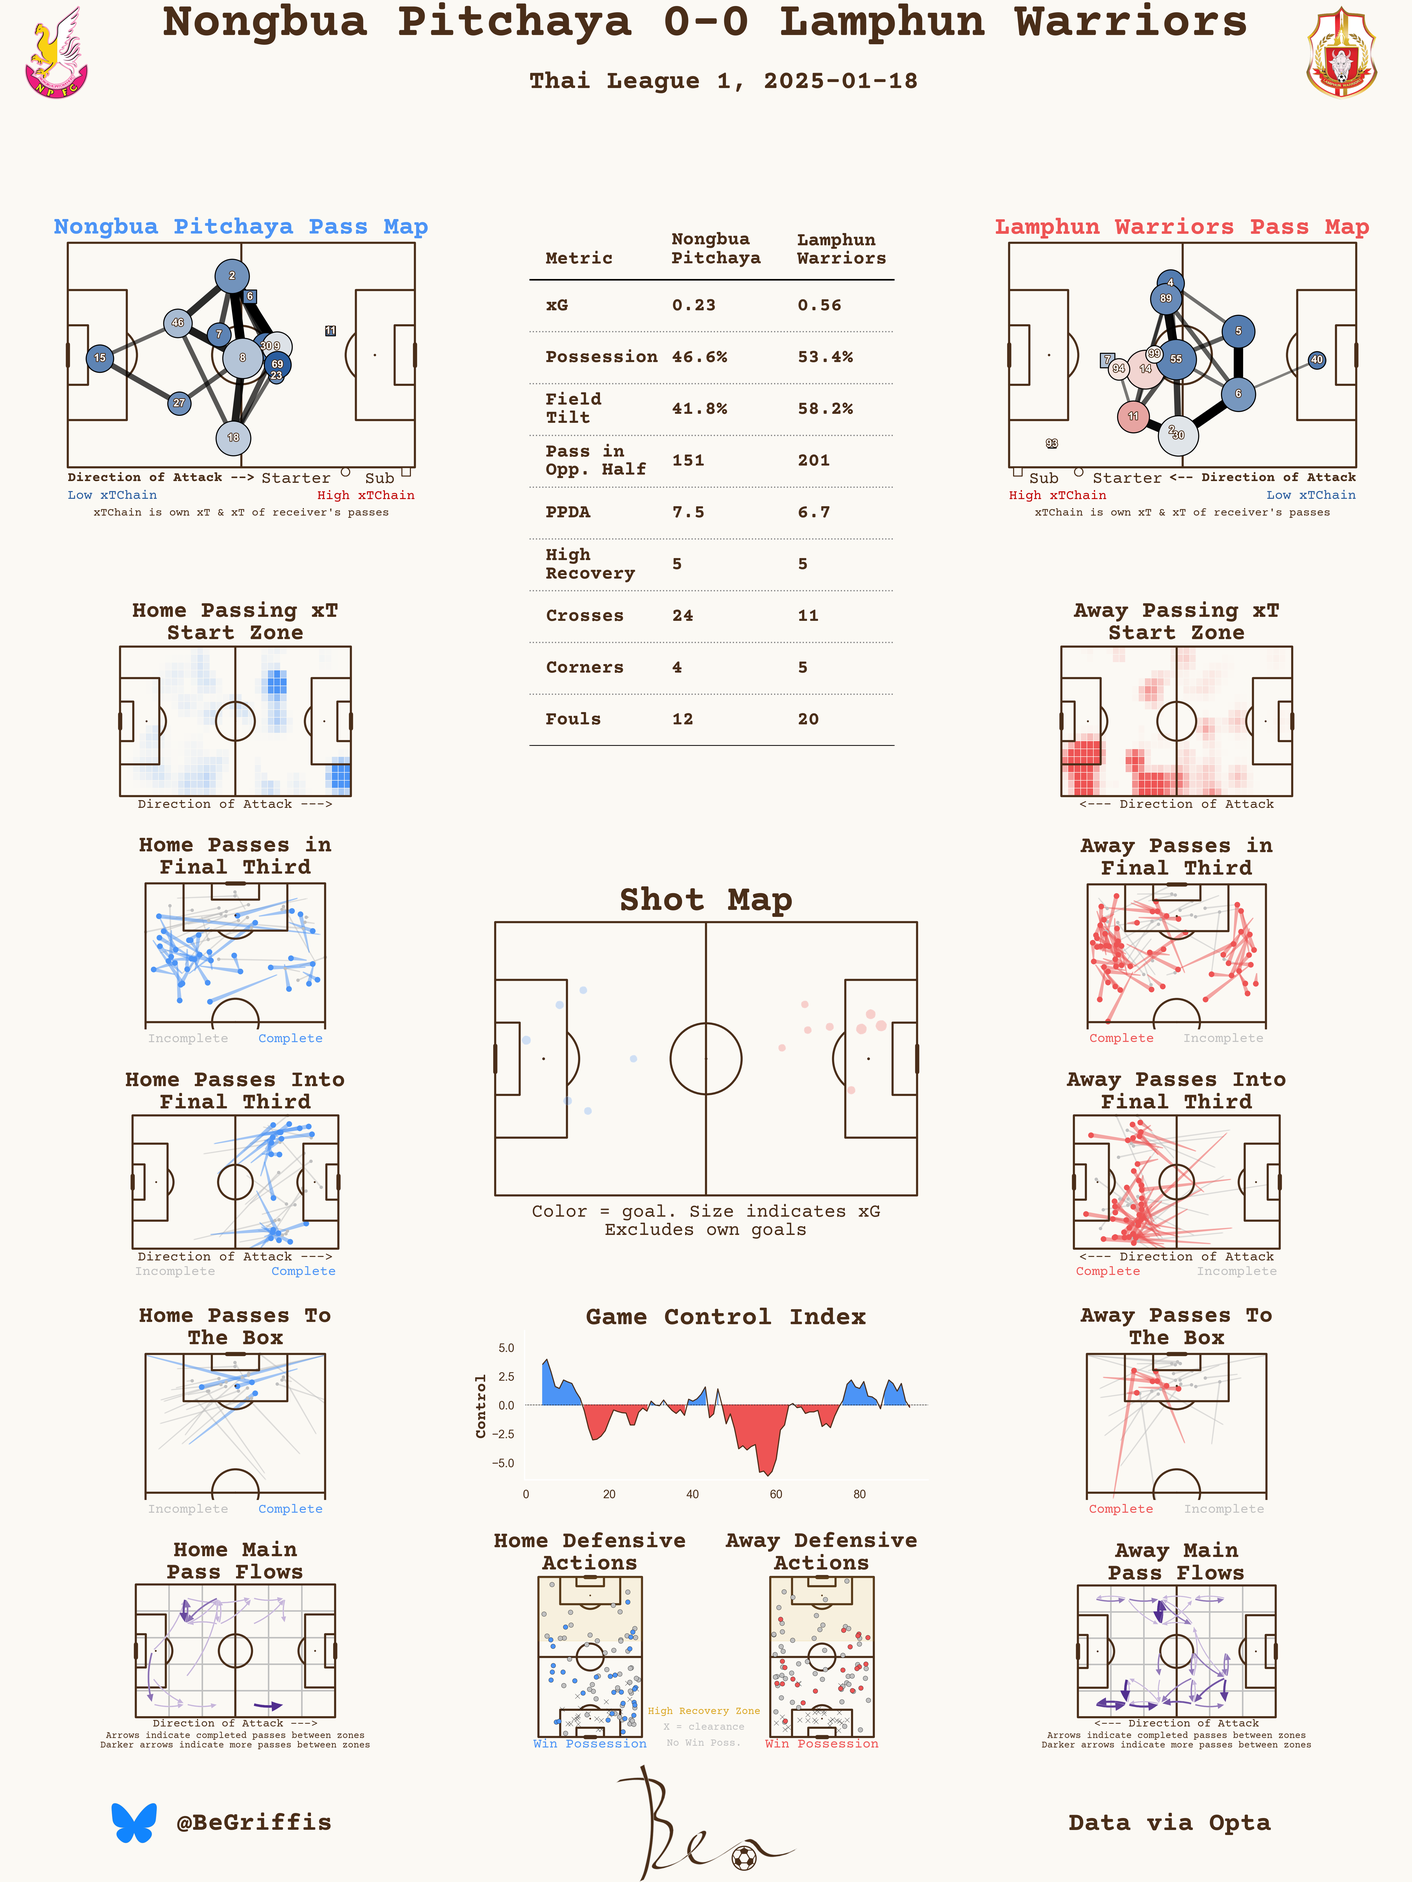 Nongbua Pitchaya 0-0 Lamphun Warriors
Thai League 1, 2025-01-18
N P F C
Nongbua Pitchaya Pass Map
2
6
46
7
30
9
8
15
69
23
27
18
11
Direction of Attack --> Starter Sub
Low xTChain High xTChain
xTChain is own xT & xT of receiver's passes
Metric Nongbua Pitchaya Lamphun Warriors
xG 0.23 0.56
Possession 46.6% 53.4%
Field Tilt 41.8% 58.2%
Pass in Opp. Half 151 201
PPDA 7.5 6.7
High Recovery 5 5
Crosses 24 11
Corners 4 5
Fouls 12 20
Lamphun Warriors Pass Map
4
89
5
99
55
40
7
94
14
6
11
2
30
93
Sub Starter <-- Direction of Attack
High xTChain Low xTChain
xTChain is own xT & xT of receiver's passes
Home Passing xT
Start Zone
Direction of Attack --->
Away Passing xT
Start Zone
<--- Direction of Attack
Home Passes in
Final Third
Incomplete Complete
Away Passes in
Final Third
Complete Incomplete
Shot Map
Color = goal. Size indicates xG
Excludes own goals
Home Passes Into
Final Third
Direction of Attack --->
Incomplete Complete
Away Passes Into
Final Third
<--- Direction of Attack
Complete Incomplete
Home Passes To
The Box
Incomplete Complete
Game Control Index
Control
5.0
2.5
0.0
−2.5
−5.0
0 20 40 60 80
Away Passes To
The Box
Complete Incomplete
Home Main
Pass Flows
Direction of Attack --->
Arrows indicate completed passes between zones
Darker arrows indicate more passes between zones
Home Defensive
Actions
Win Possession
Away Defensive
Actions
Win Possession
High Recovery Zone
X = clearance
No Win Poss.
Away Main
Pass Flows
<--- Direction of Attack
Arrows indicate completed passes between zones
Darker arrows indicate more passes between zones
@BeGriffis
Ben
Data via Opta